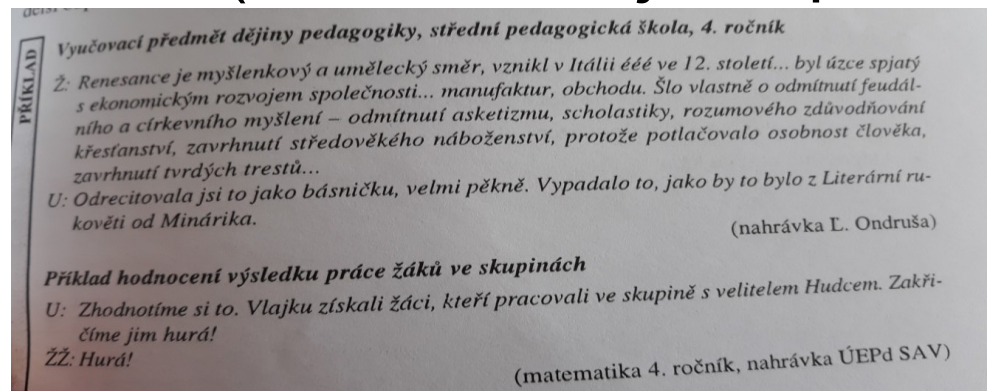 PŘÍKLAD
Vyučovací předmět dějiny pedagogiky, střední pedagogická škola, 4. ročník
Ž: Renesance je myšlenkový a umělecký směr, vznikl v Itálii ééé ve 12. století... byl úzce spjatý
s ekonomickým rozvojem společnosti... manufaktur, obchodu. Šlo vlastně o odmítnutí feudál-
ního a církevního myšlení – odmítnutí asketizmu, scholastiky, rozumového zdůvodňování
křesťanství, zavrhnutí středověkého náboženství, protože potlačovalo osobnost člověka,
zavrhnutí tvrdých trestů...
U: Odrecitovala jsi to jako básničku, velmi pěkně. Vypadalo to, jako by to bylo z Literární ru-
kověti od Minárika.
(nahrávka Ľ. Ondruša)
Příklad hodnocení výsledku práce žáků ve skupinách
U: Zhodnotíme si to. Vlajku získali žáci, kteří pracovali ve skupině s velitelem Hudcem. Zakři-
číme jim hurá!
ŽŽ: Hurá!
(matematika 4. ročník, nahrávka ÚEPd SAV)